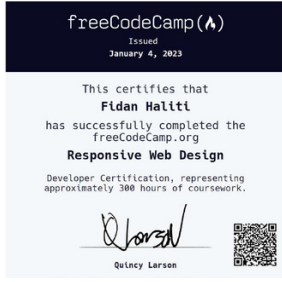 freeCodeCamp(🔥)
Issued
January 4, 2023
This certifies that
Fidan Haliti
has successfully completed the
freeCodeCamp.org
Responsive Web Design
Developer Certification, representing
approximately 300 hours of coursework.
Q Larson
Quincy Larson